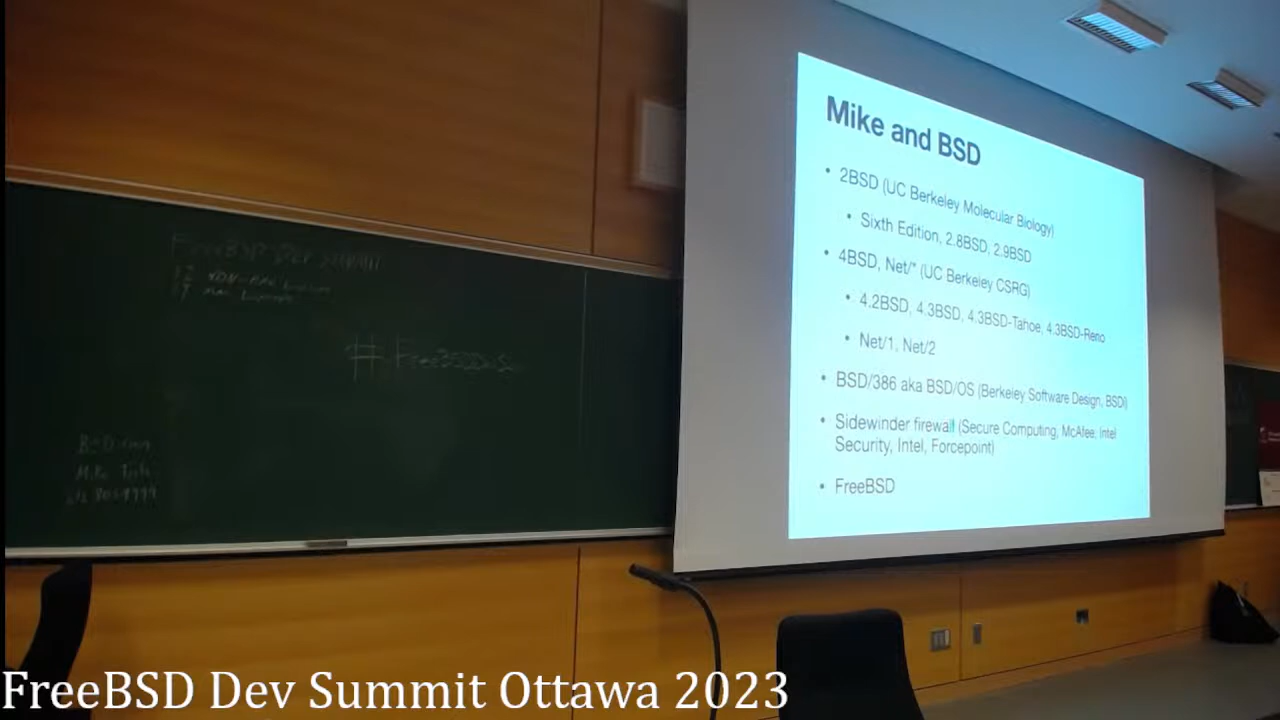 FreeBSD Dev Summit
Mike and BSD
• 2BSD (UC Berkeley Molecular Biology)
• Sixth Edition, 2.8BSD, 2.9BSD
• 4BSD, Net/* (UC Berkeley CSRG)
• 4.2BSD, 4.3BSD, 4.3BSD-Tahoe, 4.3BSD-Reno
• Net/1, Net/2
• BSD/386 aka BSD/OS (Berkeley Software Design, BSDi)
• Sidewinder firewall (Secure Computing, McAfee, Intel
Security, Intel, Forcepoint)
• FreeBSD
FreeBSD Dev Summit Ottawa 2023